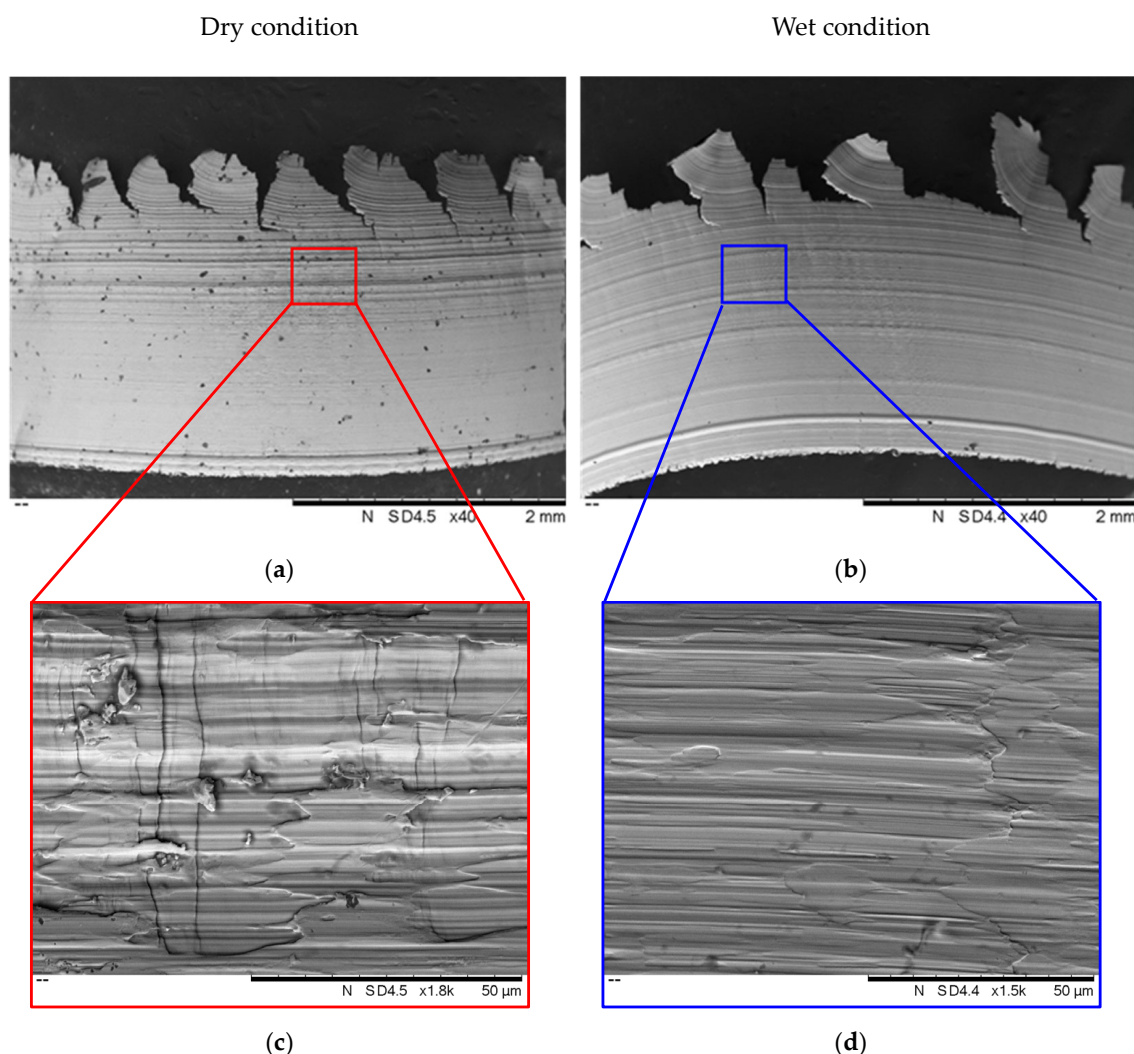 Dry condition
Wet condition
N SD4.5 x40 2 mm
N SD4.4 x40 2 mm
(a)
(b)
N SD4.5 x1.8k 50 μm
N SD4.4 x1.5k 50 μm
(c)
(d)